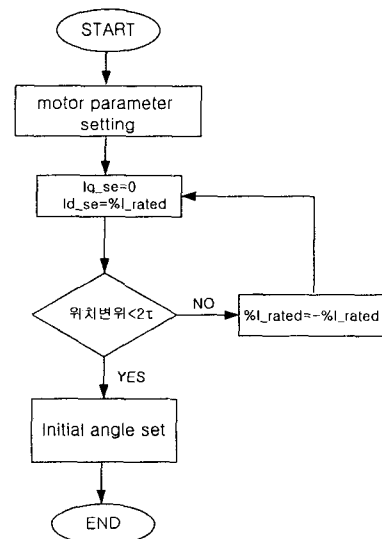 START
motor parameter
setting
Iq_se=0
Id_se=%I_rated
위치변위<2τ
NO
%I_rated=-%I_rated
YES
Initial angle set
END